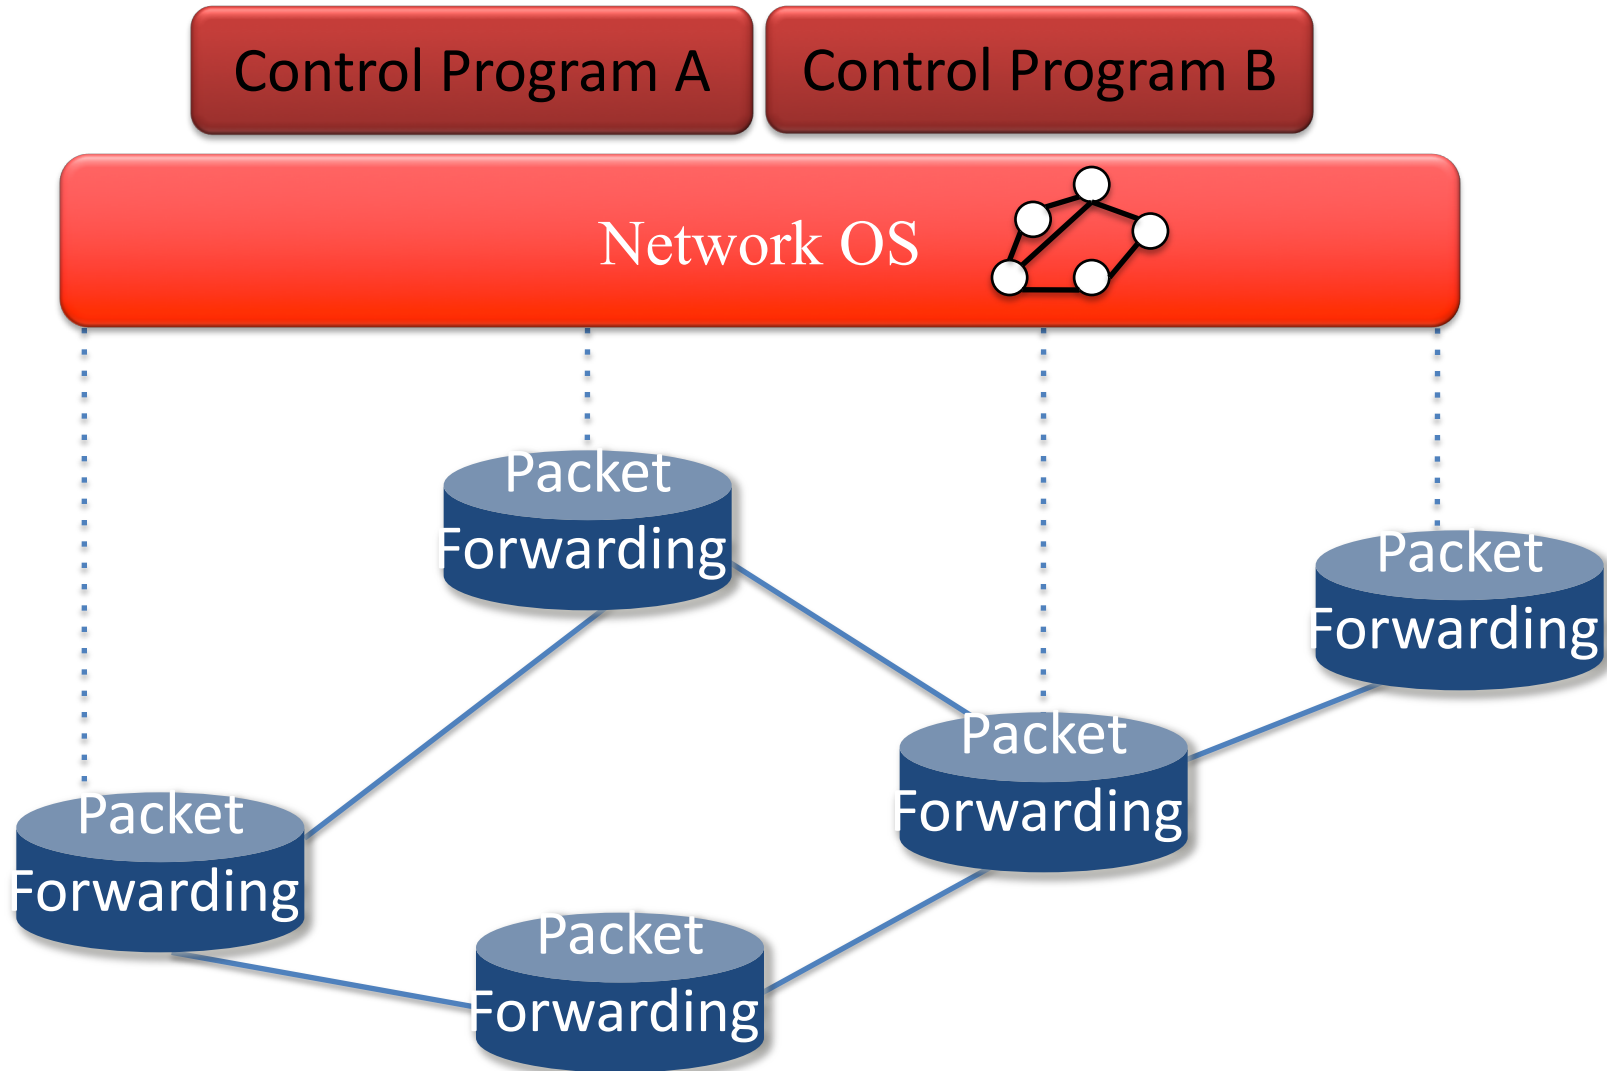 Control Program A
Control Program B
Network OS
Packet
Forwarding
Packet
Forwarding
Packet
Forwarding
Packet
Forwarding
Packet
Forwarding